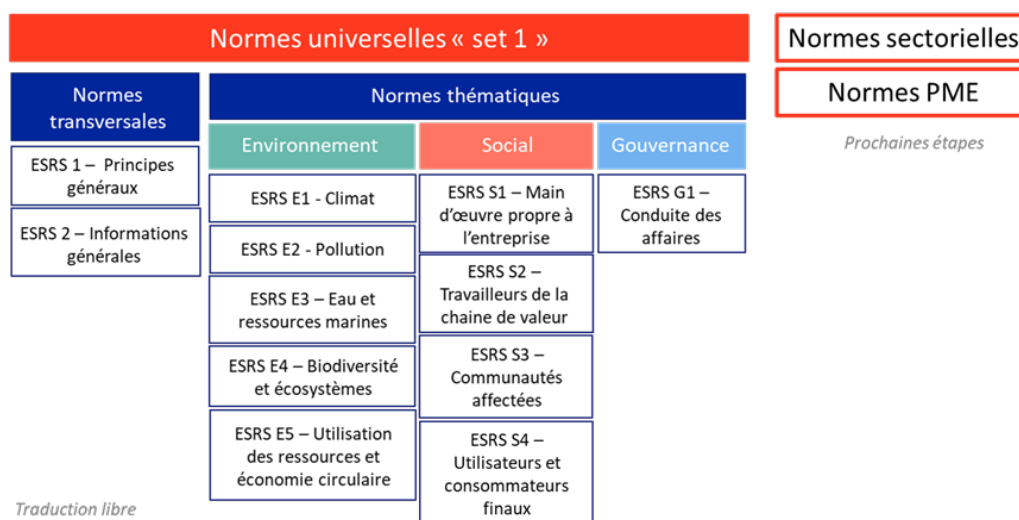 Normes universelles « set 1 »
Normes sectorielles
Normes PME
Prochaines étapes
Normes
transversales
ESRS 1 – Principes
généraux
ESRS 2 – Informations
générales
Normes thématiques
Environnement
ESRS E1 - Climat
ESRS E2 - Pollution
ESRS E3 – Eau et
ressources marines
ESRS E4 – Biodiversité
et écosystèmes
ESRS E5 – Utilisation
des ressources et
économie circulaire
Social
ESRS S1 – Main
d’œuvre propre à
l’entreprise
ESRS S2 –
Travailleurs de la
chaine de valeur
ESRS S3 –
Communautés
affectées
ESRS S4 –
Utilisateurs et
consommateurs
finaux
Gouvernance
ESRS G1 –
Conduite des
affaires
Traduction libre